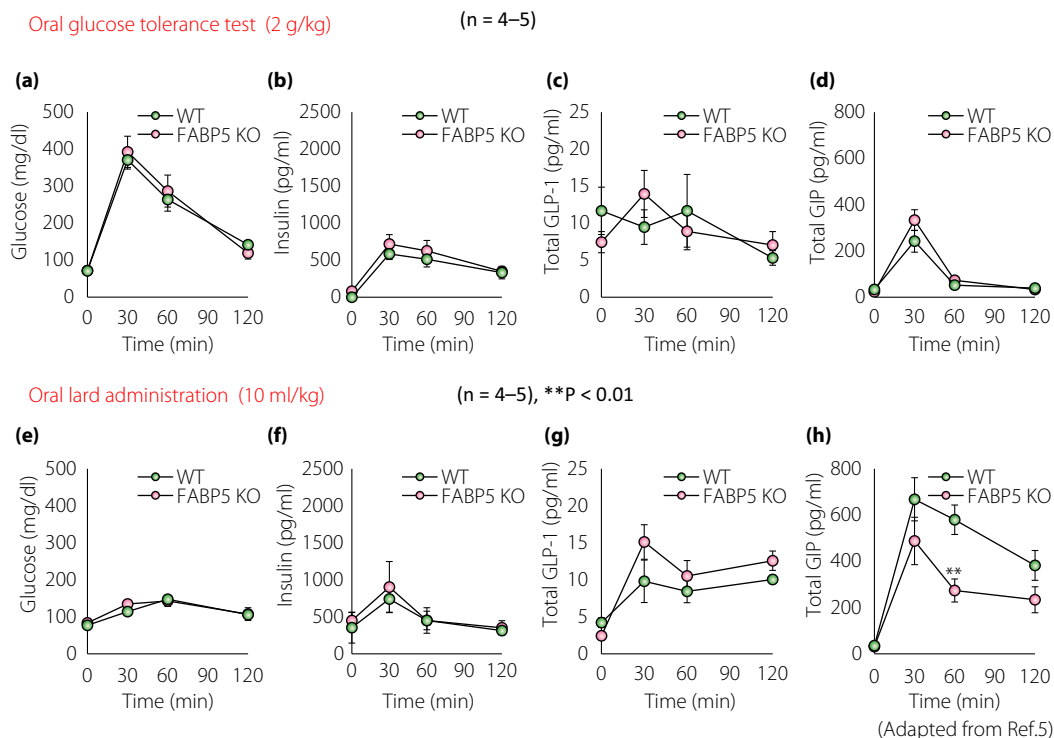 Oral glucose tolerance test (2 g/kg) (n = 4–5)
(a) (b) (c) (d)
Glucose (mg/dl)
500
400
300
200
100
0
WT
FABP5 KO
0 30 60 90 120
Time (min)
Insulin (pg/ml)
2500
2000
1500
1000
500
0
WT
FABP5 KO
0 30 60 90 120
Time (min)
Total GLP-1 (pg/ml)
25
20
15
10
5
0
WT
FABP5 KO
0 30 60 90 120
Time (min)
Total GIP (pg/ml)
800
600
400
200
0
WT
FABP5 KO
0 30 60 90 120
Time (min)
Oral lard administration (10 ml/kg) (n = 4–5), **P < 0.01
(e) (f) (g) (h)
Glucose (mg/dl)
500
400
300
200
100
0
WT
FABP5 KO
0 30 60 90 120
Time (min)
Insulin (pg/ml)
2500
2000
1500
1000
500
0
WT
FABP5 KO
0 30 60 90 120
Time (min)
Total GLP-1 (pg/ml)
25
20
15
10
5
0
WT
FABP5 KO
0 30 60 90 120
Time (min)
Total GIP (pg/ml)
800
600
400
200
0
WT
FABP5 KO
**
0 30 60 90 120
Time (min)
(Adapted from Ref.5)